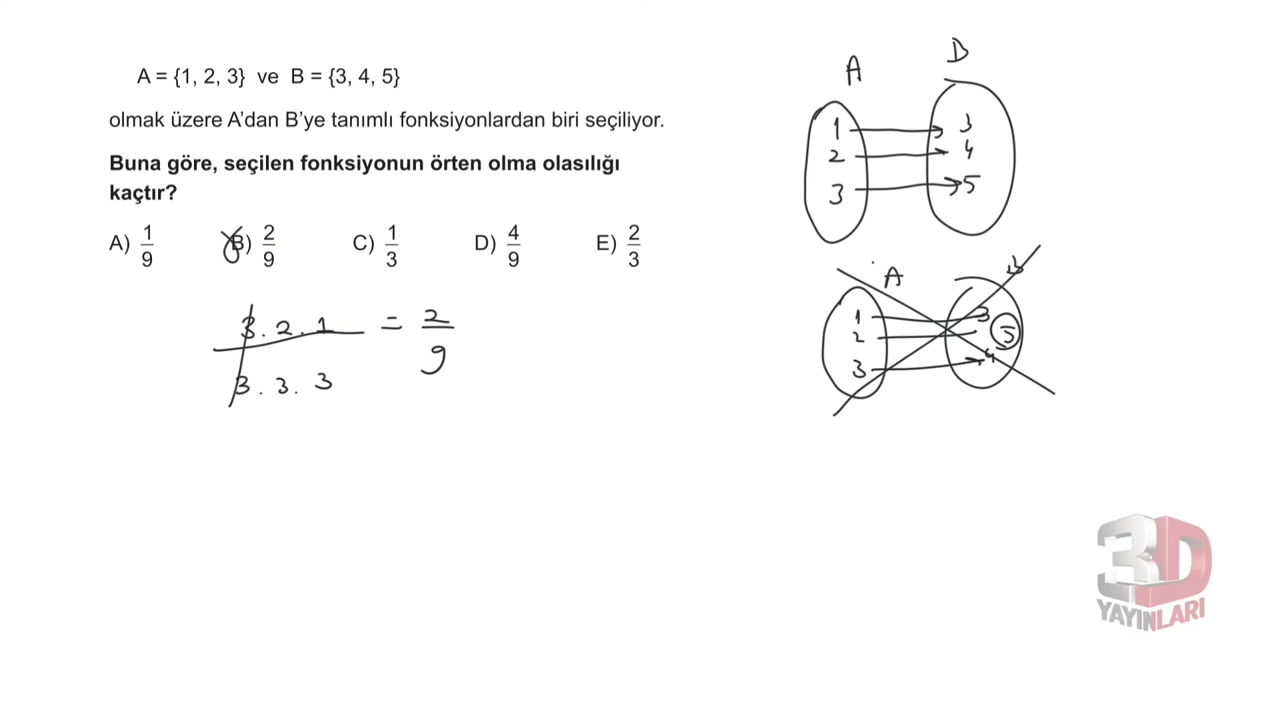 A = {1, 2, 3} ve B = {3, 4, 5}
olmak üzere A’dan B’ye tanımlı fonksiyonlardan biri seçiliyor.
Buna göre, seçilen fonksiyonun örten olma olasılığı
kaçtır?
A) 1/9 B) 2/9 C) 1/3 D) 4/9 E) 2/3
3 . 2 . 1 / 3 . 3 . 3 = 2/9
A B
1 3
2 4
3 5
A B
1 3
2 5
3 4
3D
YAYINLARI